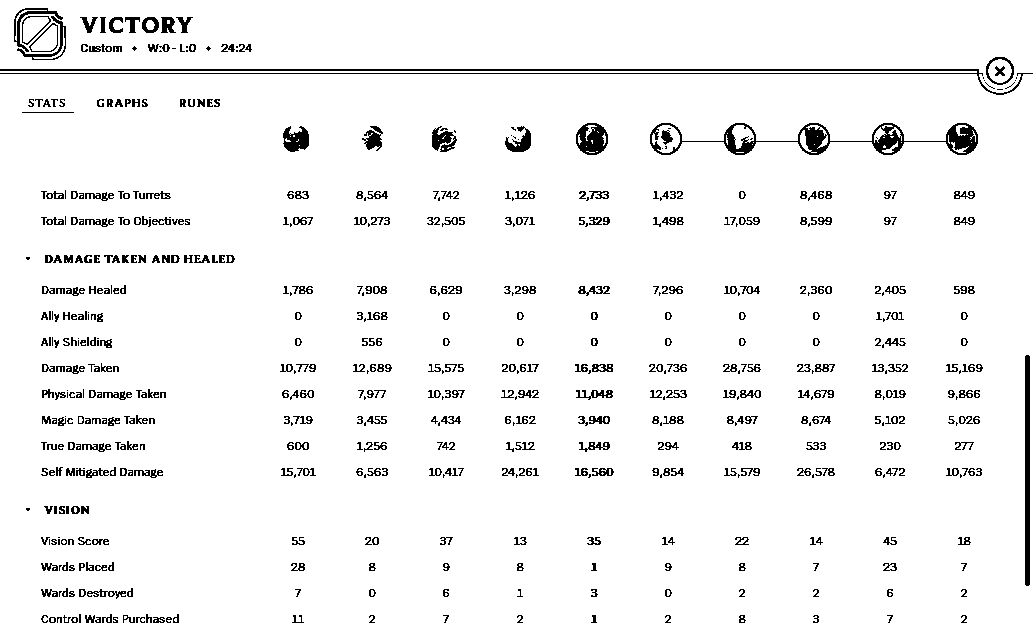 VICTORY
Custom • W:0 - L:0 • 24:24
STATS GRAPHS RUNES
Total Damage To Turrets 683 8,564 7,742 1,126 2,733 1,432 0 8,468 97 849
Total Damage To Objectives 1,067 10,273 32,505 3,071 5,329 1,498 17,059 8,599 97 849
DAMAGE TAKEN AND HEALED
Damage Healed 1,786 7,908 6,629 3,298 8,432 7,296 10,704 2,360 2,405 598
Ally Healing 0 3,168 0 0 0 0 0 0 1,701 0
Ally Shielding 0 556 0 0 0 0 0 0 2,445 0
Damage Taken 10,779 12,689 15,575 20,617 16,838 20,736 28,756 23,887 13,352 15,169
Physical Damage Taken 6,460 7,977 10,397 12,942 11,048 12,253 19,840 14,679 8,019 9,866
Magic Damage Taken 3,719 3,455 4,434 6,162 3,940 8,188 8,497 8,674 5,102 5,026
True Damage Taken 600 1,256 742 1,512 1,849 294 418 533 230 277
Self Mitigated Damage 15,701 6,563 10,417 24,261 16,560 9,854 15,579 26,578 6,472 10,763
VISION
Vision Score 55 20 37 13 35 14 22 14 45 18
Wards Placed 28 8 9 8 1 9 8 7 23 7
Wards Destroyed 7 0 6 1 3 0 2 2 6 2
Control Wards Purchased 11 2 7 2 1 2 8 3 7 2